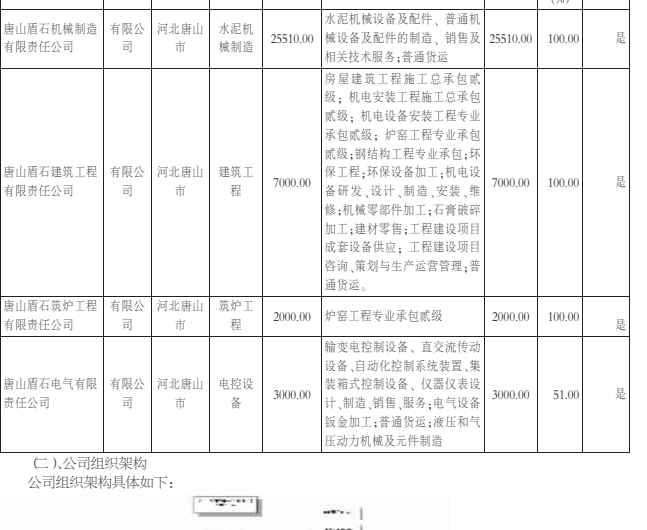 (%)
唐山盾石机械制造
有限责任公司
有限公
司
河北唐山
市
水泥机
械制造
25510.00
水泥机械设备及配件、普通机
械设备及配件的制造、销售及
相关技术服务;普通货运
25510.00
100.00
是
唐山盾石建筑工程
有限责任公司
有限公
司
河北唐山
市
建筑工
程
7000.00
房屋建筑工程施工总承包贰
级; 机电安装工程施工总承包
贰级; 机电设备安装工程专业
承包贰级; 炉窑工程专业承包
贰级;钢结构工程专业承包;环
保工程;环保设备加工;机电设
备研发、设计、制造、安装、维
修;机械零部件加工;石膏破碎
加工;建材零售;工程建设项目
成套设备供应; 工程建设项目
咨询、策划与生产运营管理;普
通货运。
7000.00
100.00
是
唐山盾石筑炉工程
有限责任公司
有限公
司
河北唐山
市
筑炉工
程
2000.00
炉窑工程专业承包贰级
2000.00
100.00
是
唐山盾石电气有限
责任公司
有限公
司
河北唐山
市
电控设
备
3000.00
输变电控制设备、直交流传动
设备、自动化控制系统装置、集
装箱式控制设备、仪器仪表设
计、制造、销售、服务;电气设备
钣金加工;普通货运;液压和气
压动力机械及元件制造
3000.00
51.00
是
(二)、公司组织架构
公司组织架构具体如下: